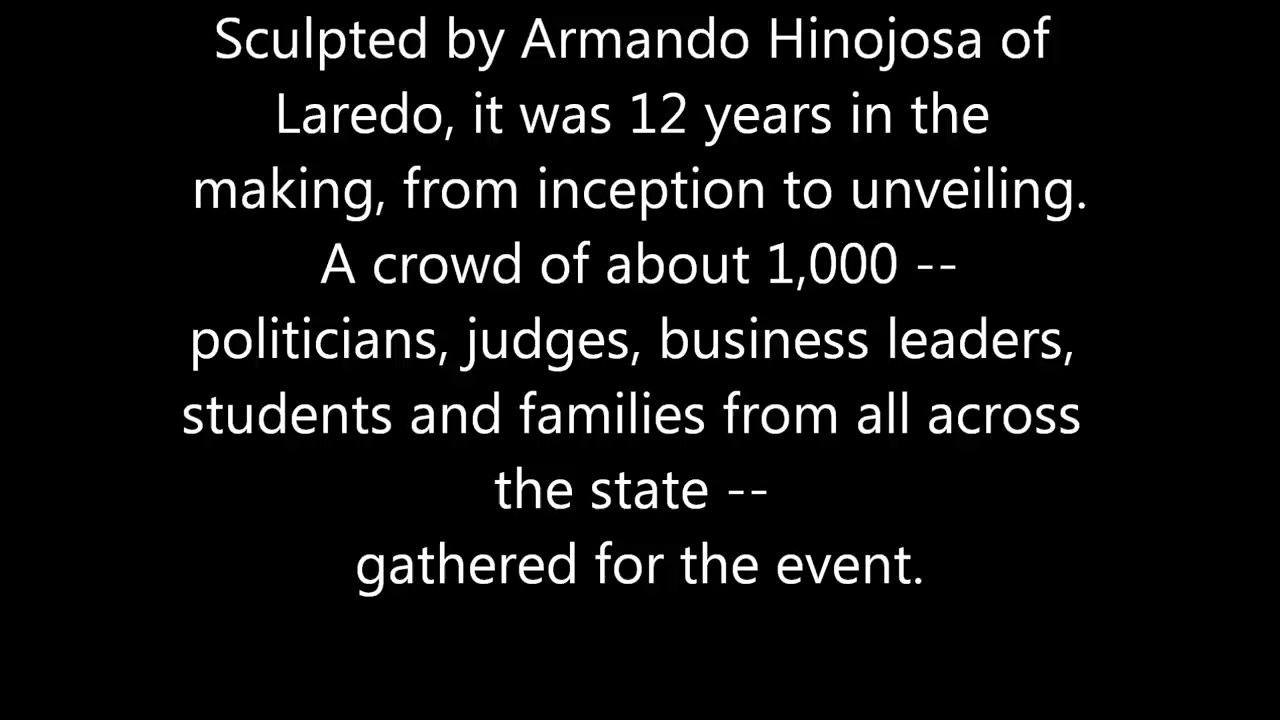 Sculpted by Armando Hinojosa of
Laredo, it was 12 years in the
making, from inception to unveiling.
A crowd of about 1,000 --
politicians, judges, business leaders,
students and families from all across
the state --
gathered for the event.